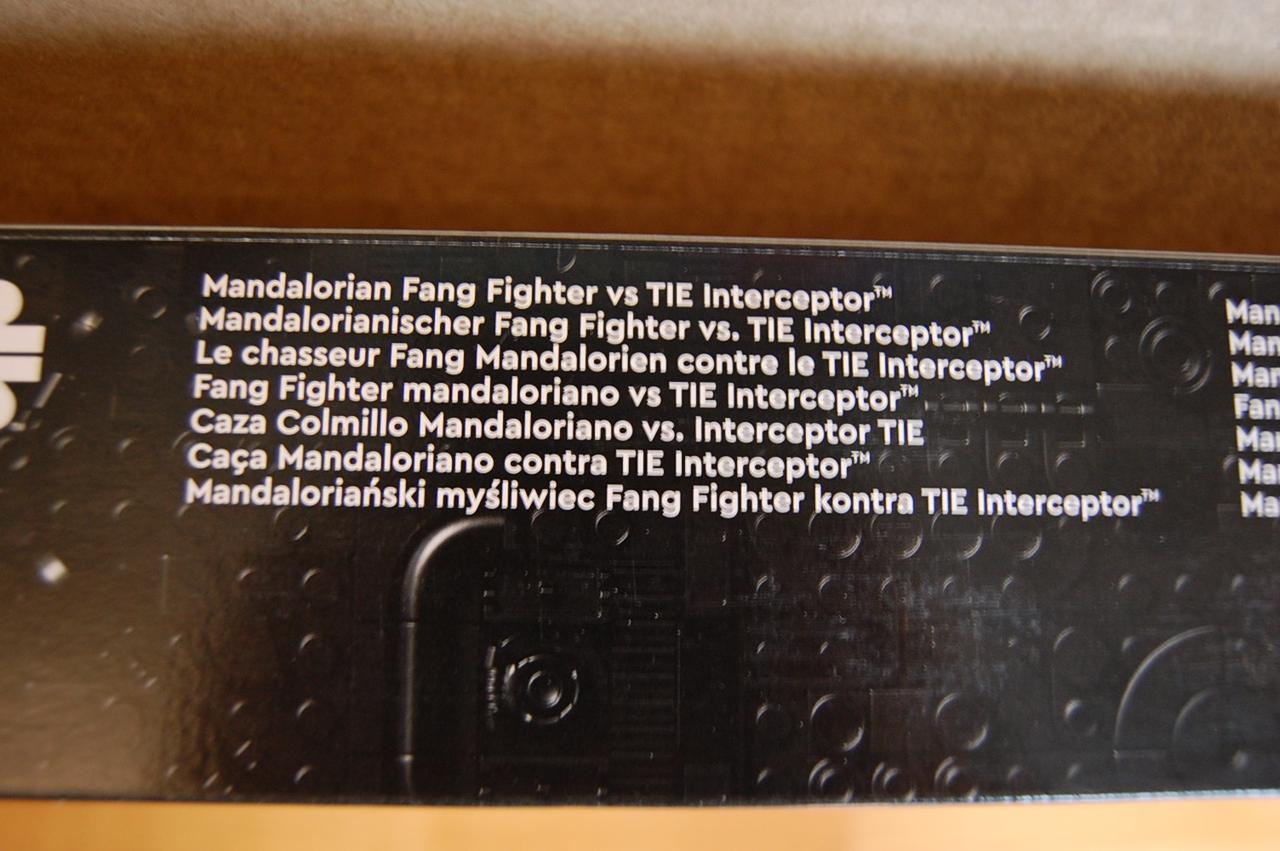 Mandalorian Fang Fighter vs TIE Interceptor™
Mandalorianischer Fang Fighter vs. TIE Interceptor™
Le chasseur Fang Mandalorien contre le TIE Interceptor™
Fang Fighter mandaloriano vs TIE Interceptor™
Caza Colmillo Mandaloriano vs. Interceptor TIE
Caça Mandaloriano contra TIE Interceptor™
Mandaloriański myśliwiec Fang Fighter kontra TIE Interceptor™